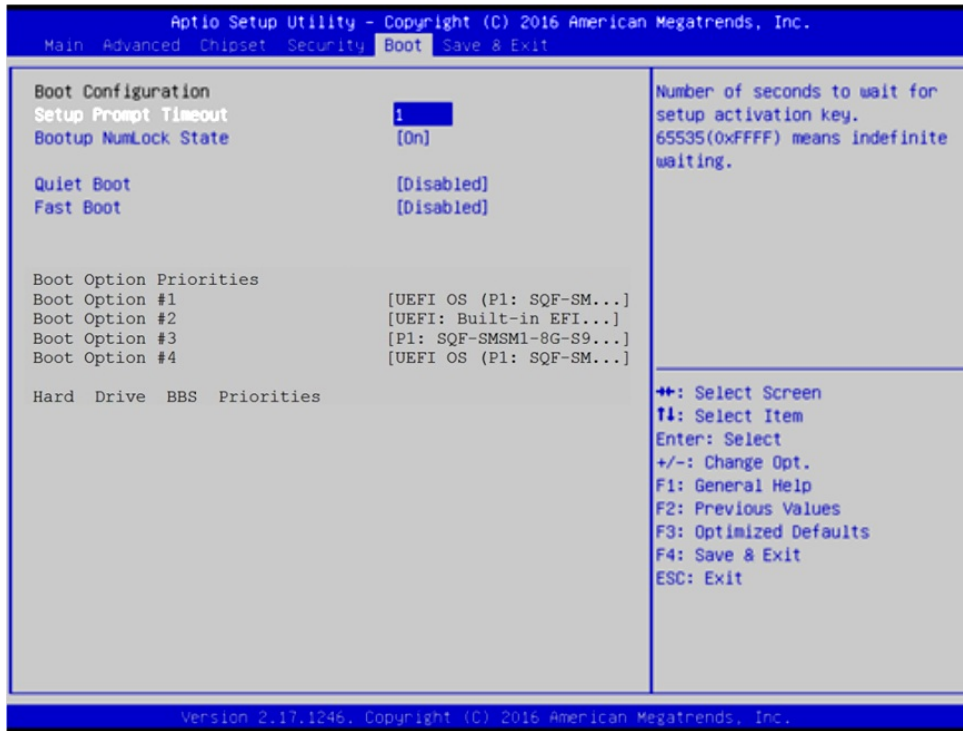 Aptio Setup Utility – Copyright (C) 2016 American Megatrends, Inc.
Main Advanced Chipset Security Boot Save & Exit
Boot Configuration
Setup Prompt Timeout 1
Bootup NumLock State [On]
Quiet Boot [Disabled]
Fast Boot [Disabled]
Boot Option Priorities
Boot Option #1 [UEFI OS (P1: SQF-SM...]
Boot Option #2 [UEFI: Built-in EFI...]
Boot Option #3 [P1: SQF-SMSM1-8G-S9...]
Boot Option #4 [UEFI OS (P1: SQF-SM...]
Hard Drive BBS Priorities
Number of seconds to wait for
setup activation key.
65535(0xFFFF) means indefinite
waiting.
→←: Select Screen
↑↓: Select Item
Enter: Select
+/-: Change Opt.
F1: General Help
F2: Previous Values
F3: Optimized Defaults
F4: Save & Exit
ESC: Exit
Version 2.17.1246. Copyright (C) 2016 American Megatrends, Inc.